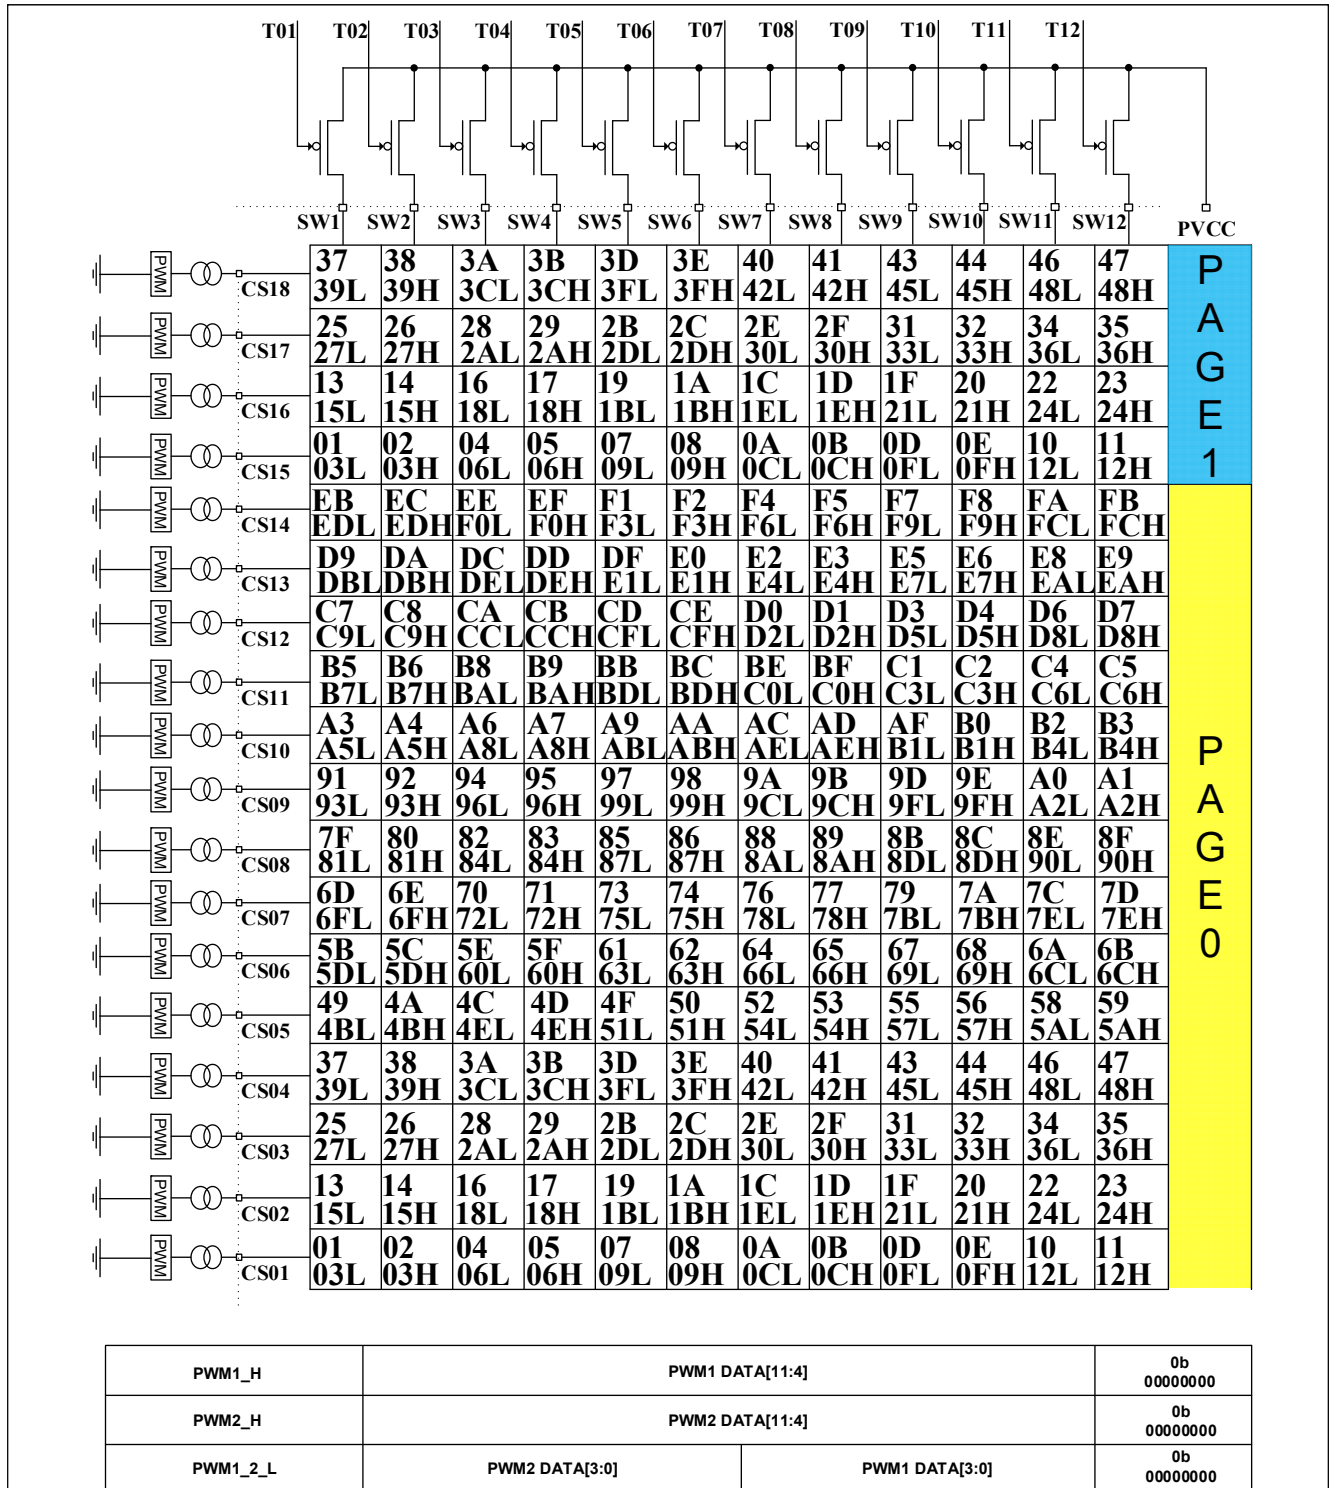 T01 T02 T03 T04 T05 T06 T07 T08 T09 T10 T11 T12
SW1 SW2 SW3 SW4 SW5 SW6 SW7 SW8 SW9 SW10 SW11 SW12 PVCC
37 38 3A 3B 3D 3E 40 41 43 44 46 47
PWM CS18 39L 39H 3CL 3CH 3FL 3FH 42L 42H 45L 45H 48L 48H
25 26 28 29 2B 2C 2E 2F 31 32 34 35
PWM CS17 27L 27H 2AL 2AH 2DL 2DH 30L 30H 33L 33H 36L 36H
13 14 16 17 19 1A 1C 1D 1F 20 22 23
PWM CS16 15L 15H 18L 18H 1BL 1BH 1EL 1EH 21L 21H 24L 24H
01 02 04 05 07 08 0A 0B 0D 0E 10 11
PWM CS15 03L 03H 06L 06H 09L 09H 0CL 0CH 0FL 0FH 12L 12H
PAGE1
EB EC EE EF F1 F2 F4 F5 F7 F8 FA FB
PWM CS14 EDL EDH F0L F0H F3L F3H F6L F6H F9L F9H FCL FCH
D9 DA DC DD DF E0 E2 E3 E5 E6 E8 E9
PWM CS13 DBL DBH DEL DEH E1L E1H E4L E4H E7L E7H EAL EAH
C7 C8 CA CB CD CE D0 D1 D3 D4 D6 D7
PWM CS12 C9L C9H CCL CCH CFL CFH D2L D2H D5L D5H D8L D8H
B5 B6 B8 B9 BB BC BE BF C1 C2 C4 C5
PWM CS11 B7L B7H BAL BAH BDL BDH C0L C0H C3L C3H C6L C6H
A3 A4 A6 A7 A9 AA AC AD AF B0 B2 B3
PWM CS10 A5L A5H A8L A8H ABL ABH AEL AEH B1L B1H B4L B4H
91 92 94 95 97 98 9A 9B 9D 9E A0 A1
PWM CS09 93L 93H 96L 96H 99L 99H 9CL 9CH 9FL 9FH A2L A2H
7F 80 82 83 85 86 88 89 8B 8C 8E 8F
PWM CS08 81L 81H 84L 84H 87L 87H 8AL 8AH 8DL 8DH 90L 90H
6D 6E 70 71 73 74 76 77 79 7A 7C 7D
PWM CS07 6FL 6FH 72L 72H 75L 75H 78L 78H 7BL 7BH 7EL 7EH
5B 5C 5E 5F 61 62 64 65 67 68 6A 6B
PWM CS06 5DL 5DH 60L 60H 63L 63H 66L 66H 69L 69H 6CL 6CH
49 4A 4C 4D 4F 50 52 53 55 56 58 59
PWM CS05 4BL 4BH 4EL 4EH 51L 51H 54L 54H 57L 57H 5AL 5AH
37 38 3A 3B 3D 3E 40 41 43 44 46 47
PWM CS04 39L 39H 3CL 3CH 3FL 3FH 42L 42H 45L 45H 48L 48H
25 26 28 29 2B 2C 2E 2F 31 32 34 35
PWM CS03 27L 27H 2AL 2AH 2DL 2DH 30L 30H 33L 33H 36L 36H
13 14 16 17 19 1A 1C 1D 1F 20 22 23
PWM CS02 15L 15H 18L 18H 1BL 1BH 1EL 1EH 21L 21H 24L 24H
01 02 04 05 07 08 0A 0B 0D 0E 10 11
PWM CS01 03L 03H 06L 06H 09L 09H 0CL 0CH 0FL 0FH 12L 12H
PAGE0
PWM1_H PWM1 DATA[11:4] 0b 00000000
PWM2_H PWM2 DATA[11:4] 0b 00000000
PWM1_2_L PWM2 DATA[3:0] PWM1 DATA[3:0] 0b 00000000